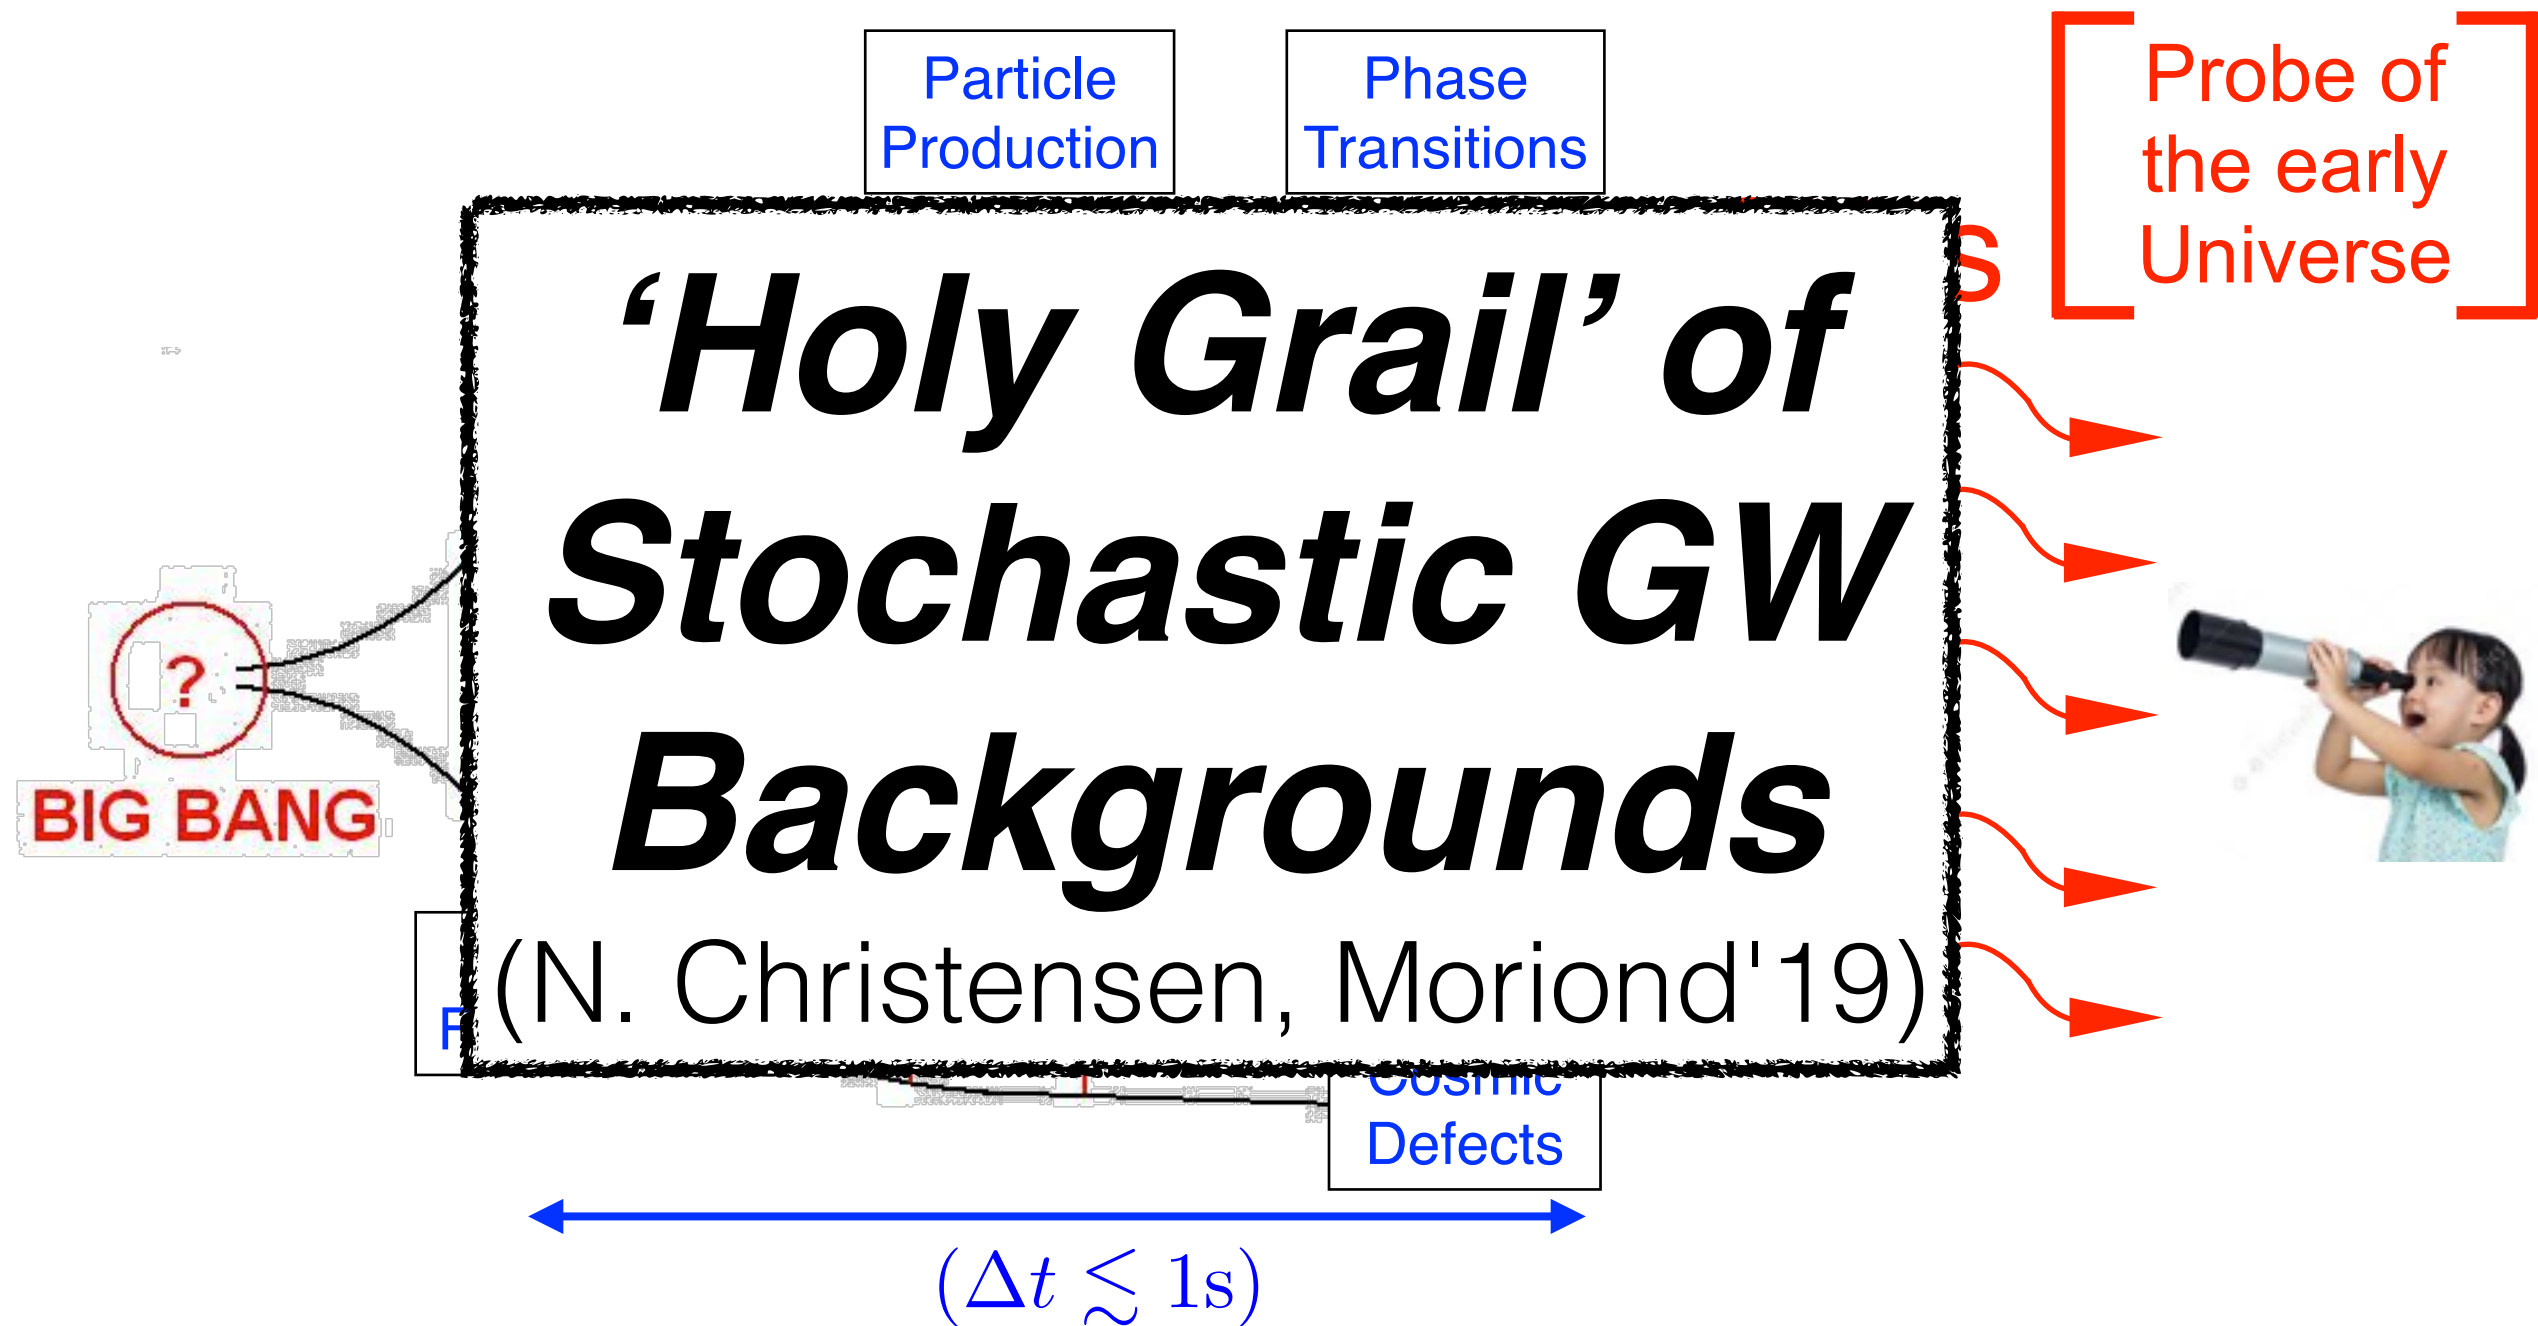 Particle
Production
Phase
Transitions
Probe of
the early
Universe
s
‘Holy Grail’ of
Stochastic GW
Backgrounds
(N. Christensen, Moriond'19)
?
BIG BANG
Cosmic
Defects
(Δt ≲ 1s)